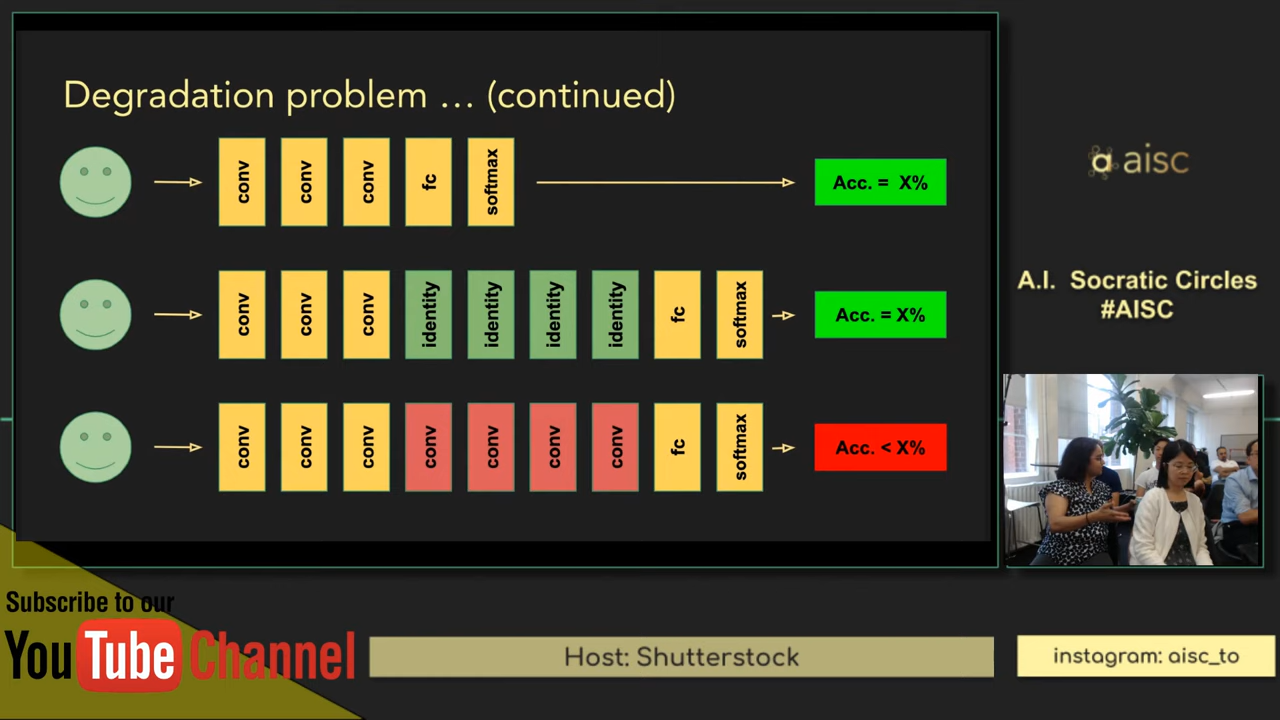 Degradation problem … (continued)
conv conv conv fc softmax
Acc. = X%
conv conv conv identity identity identity identity fc softmax
Acc. = X%
conv conv conv conv conv conv conv fc softmax
Acc. < X%
aisc
A.I. Socratic Circles
#AISC
Subscribe to our
YouTube Channel
Host: Shutterstock
instagram: aisc_to